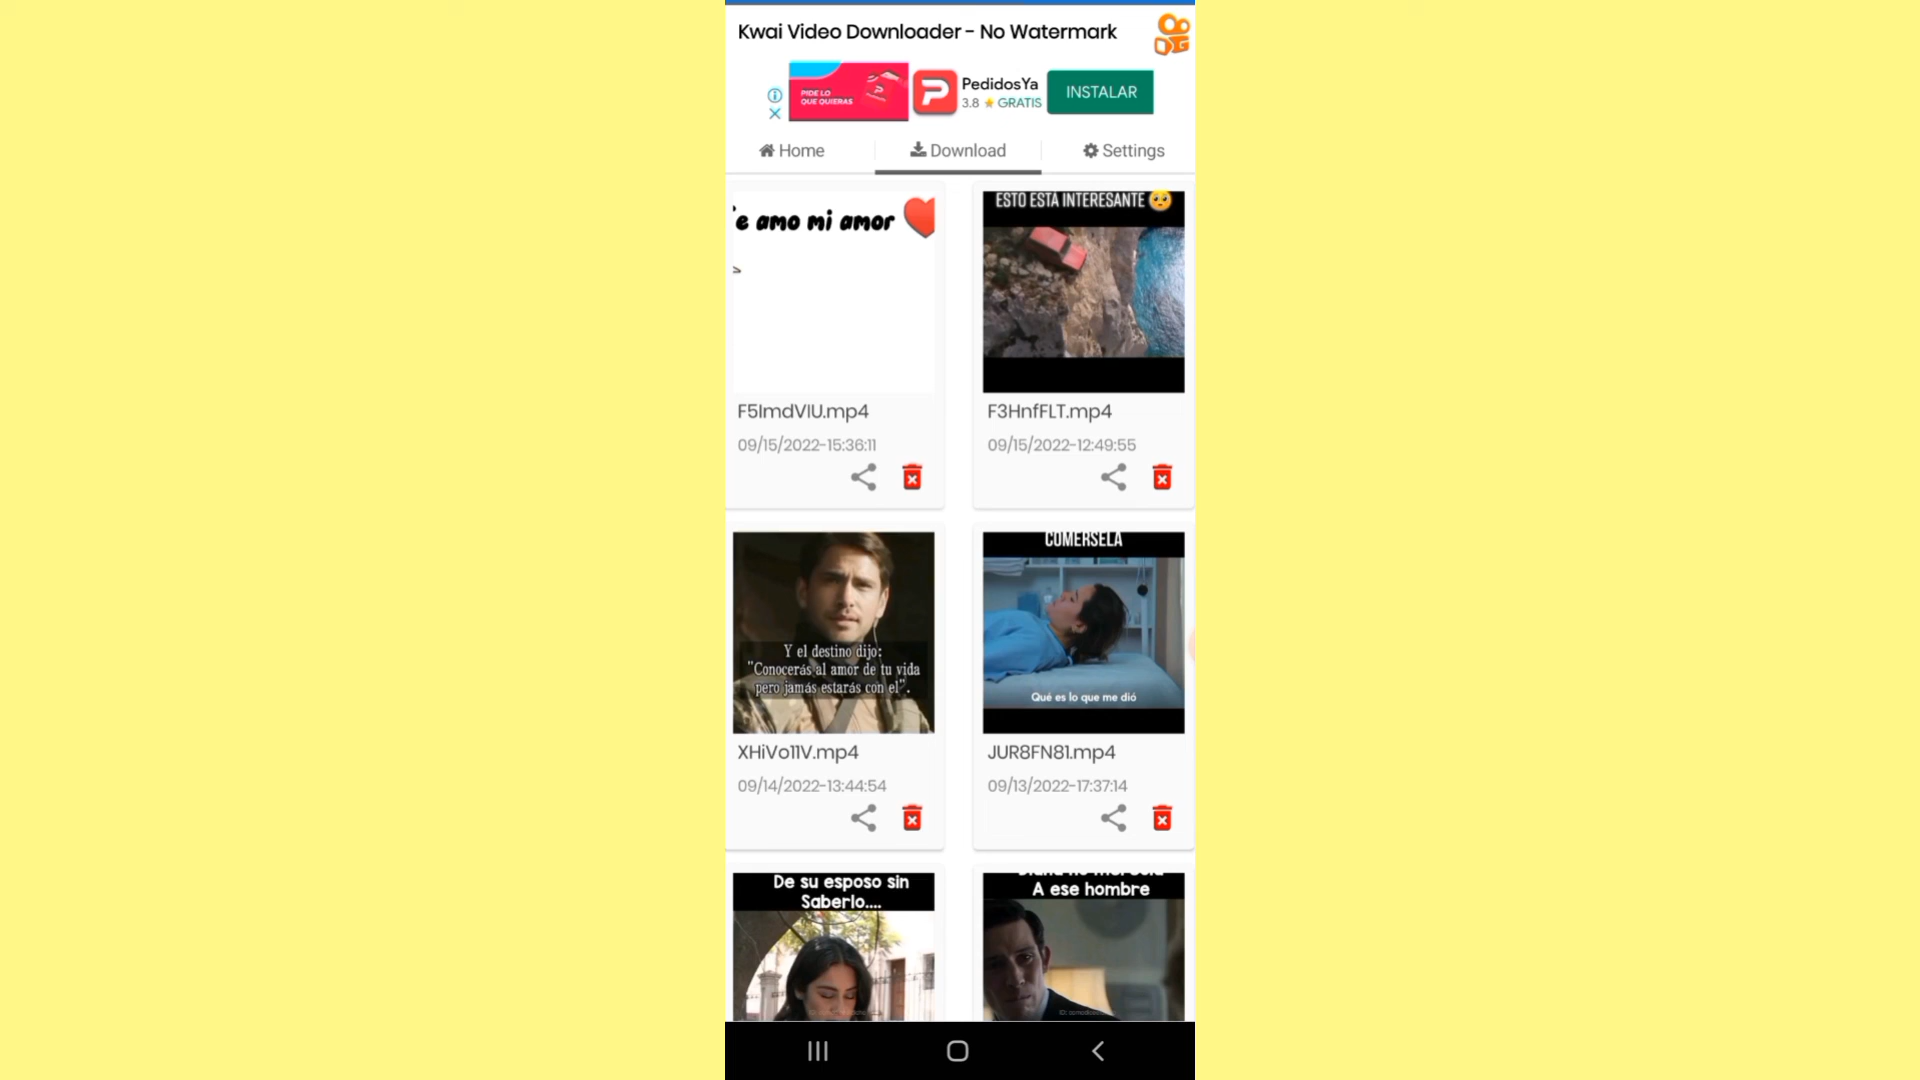 Kwai Video Downloader - No Watermark
PIDE LO
QUE QUIERAS
PedidosYa
3.8 ★ GRATIS
INSTALAR
Home
Download
Settings
e amo mi amor
ESTO ESTA INTERESANTE
F5ImdVIU.mp4
09/15/2022-15:36:11
F3HnfFLT.mp4
09/15/2022-12:49:55
Y el destino dijo:
"Conocerás al amor de tu vida
pero jamás estarás con el".
COMERSELA
Qué es lo que me dió
XHiVo11V.mp4
09/14/2022-13:44:54
JUR8FN81.mp4
09/13/2022-17:37:14
De su esposo sin
Saberlo....
A ese hombre